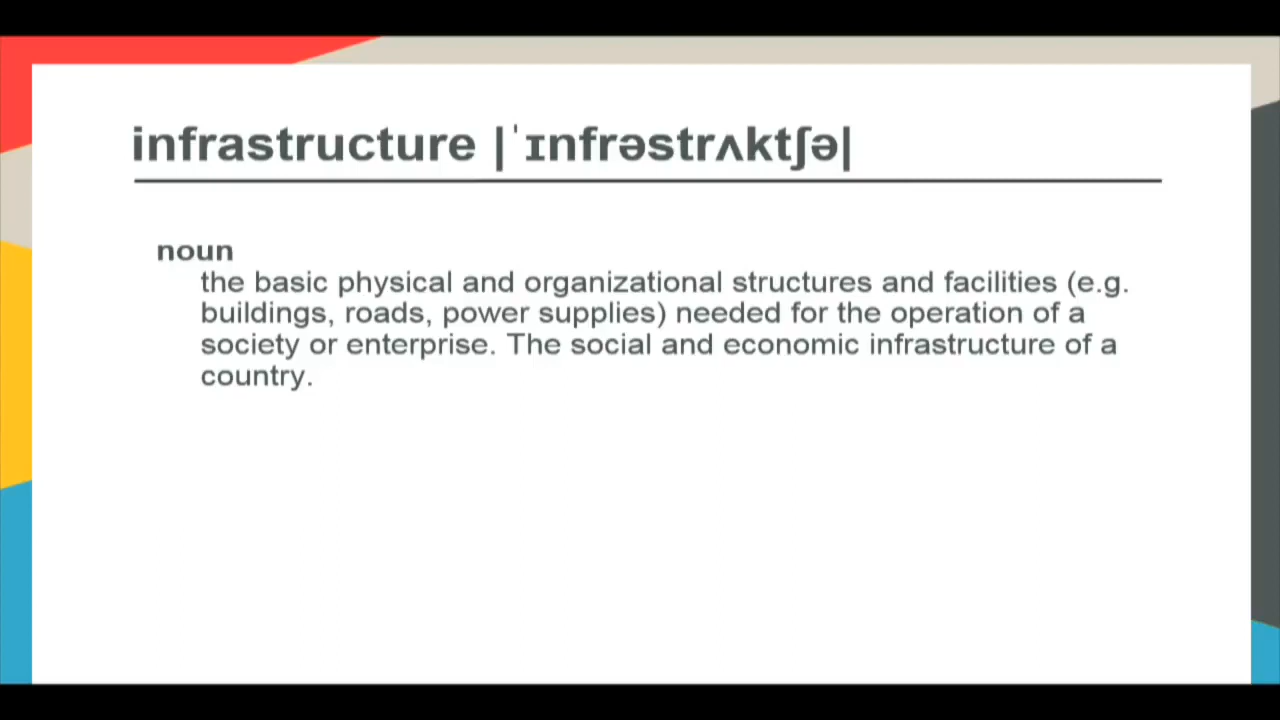 infrastructure |ˈɪnfrəstrʌktʃə|
noun
the basic physical and organizational structures and facilities (e.g.
buildings, roads, power supplies) needed for the operation of a
society or enterprise. The social and economic infrastructure of a
country.